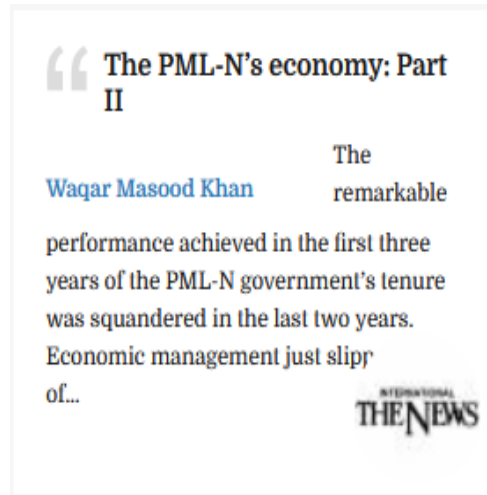 The PML-N's economy: Part
II
The
Waqar Masood Khan
remarkable
performance achieved in the first three
years of the PML-N government's tenure
was squandered in the last two years.
Economic management just
of...
INTERNATIONAL
THE NEWS